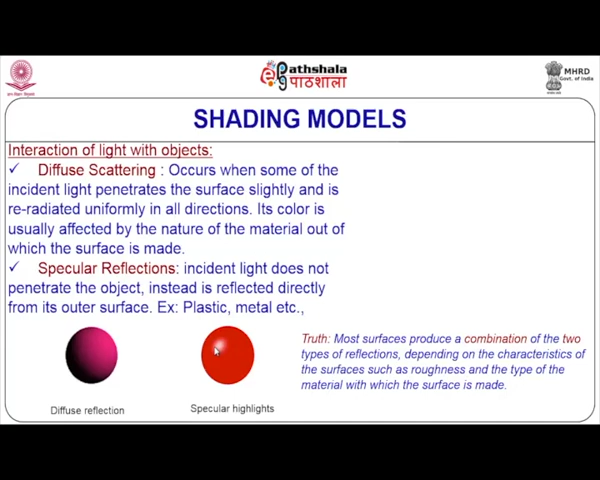 Pathshala
पाठशाला
MHRD
Govt. of India
SHADING MODELS
Interaction of light with objects:
✓ Diffuse Scattering : Occurs when some of the
incident light penetrates the surface slightly and is
re-radiated uniformly in all directions. Its color is
usually affected by the nature of the material out of
which the surface is made.
✓ Specular Reflections: incident light does not
penetrate the object, instead is reflected directly
from its outer surface. Ex: Plastic, metal etc.,
Truth: Most surfaces produce a combination of the two
types of reflections, depending on the characteristics of
the surfaces such as roughness and the type of the
material with which the surface is made.
Diffuse reflection
Specular highlights